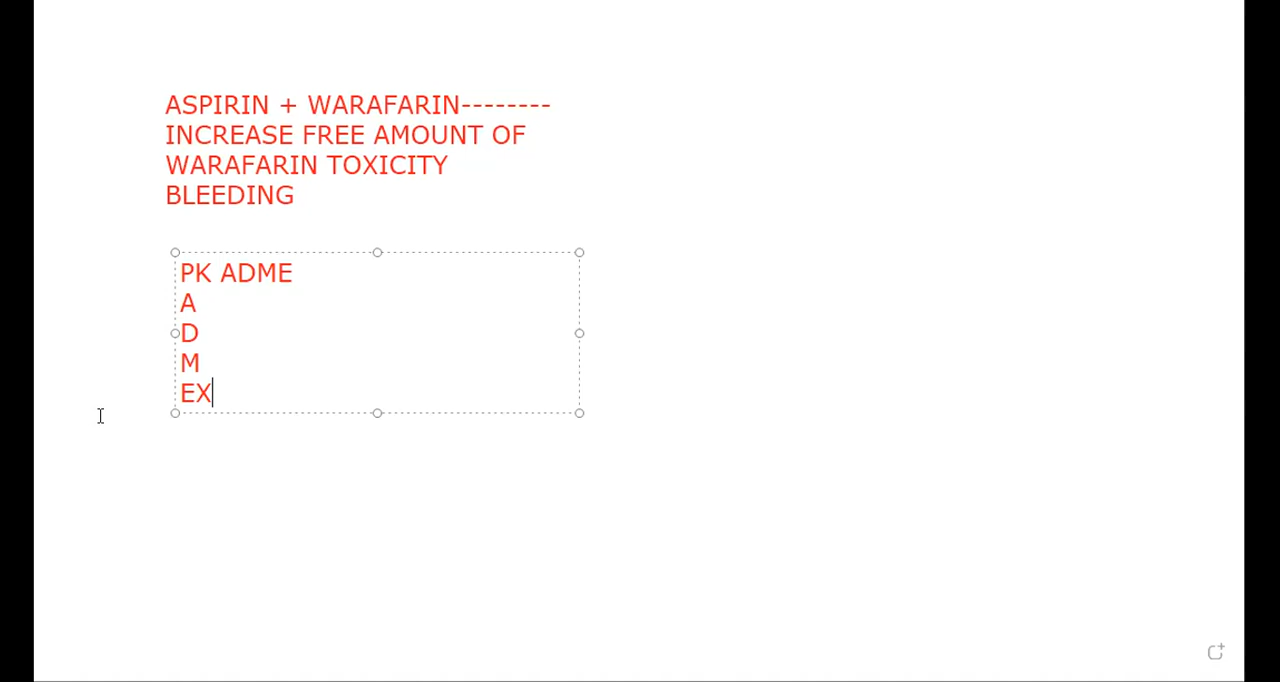 ASPIRIN + WARAFARIN--------
INCREASE FREE AMOUNT OF
WARAFARIN TOXICITY
BLEEDING
PK ADME
A
D
M
EX